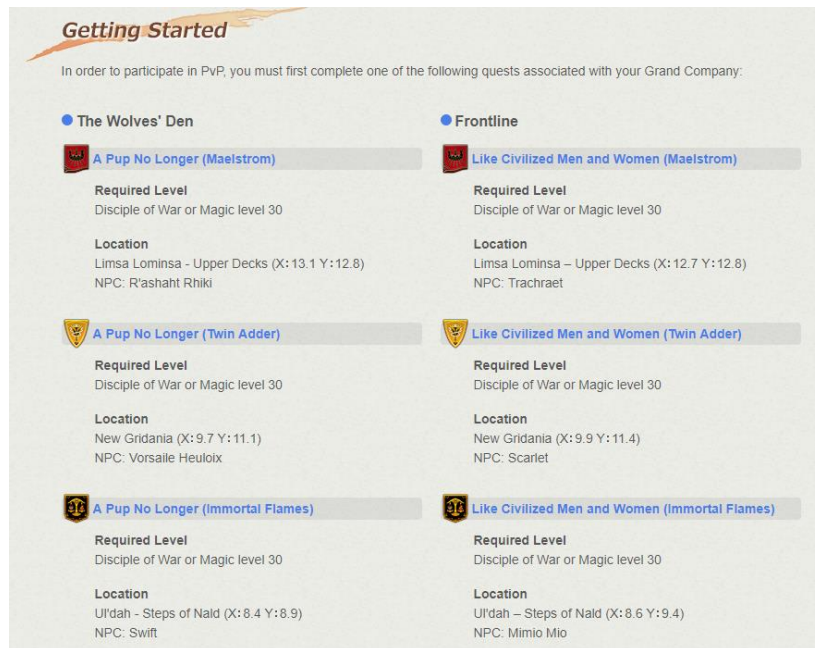 Getting Started
In order to participate in PvP, you must first complete one of the following quests associated with your Grand Company:
The Wolves' Den
A Pup No Longer (Maelstrom)
Required Level
Disciple of War or Magic level 30
Location
Limsa Lominsa - Upper Decks (X:13.1 Y:12.8)
NPC: R'ashaht Rhiki
A Pup No Longer (Twin Adder)
Required Level
Disciple of War or Magic level 30
Location
New Gridania (X:9.7 Y:11.1)
NPC: Vorsaile Heuloix
A Pup No Longer (Immortal Flames)
Required Level
Disciple of War or Magic level 30
Location
Ul'dah - Steps of Nald (X:8.4 Y:8.9)
NPC: Swift
Frontline
Like Civilized Men and Women (Maelstrom)
Required Level
Disciple of War or Magic level 30
Location
Limsa Lominsa – Upper Decks (X:12.7 Y:12.8)
NPC: Trachraet
Like Civilized Men and Women (Twin Adder)
Required Level
Disciple of War or Magic level 30
Location
New Gridania (X:9.9 Y:11.4)
NPC: Scarlet
Like Civilized Men and Women (Immortal Flames)
Required Level
Disciple of War or Magic level 30
Location
Ul'dah – Steps of Nald (X:8.6 Y:9.4)
NPC: Mimio Mio